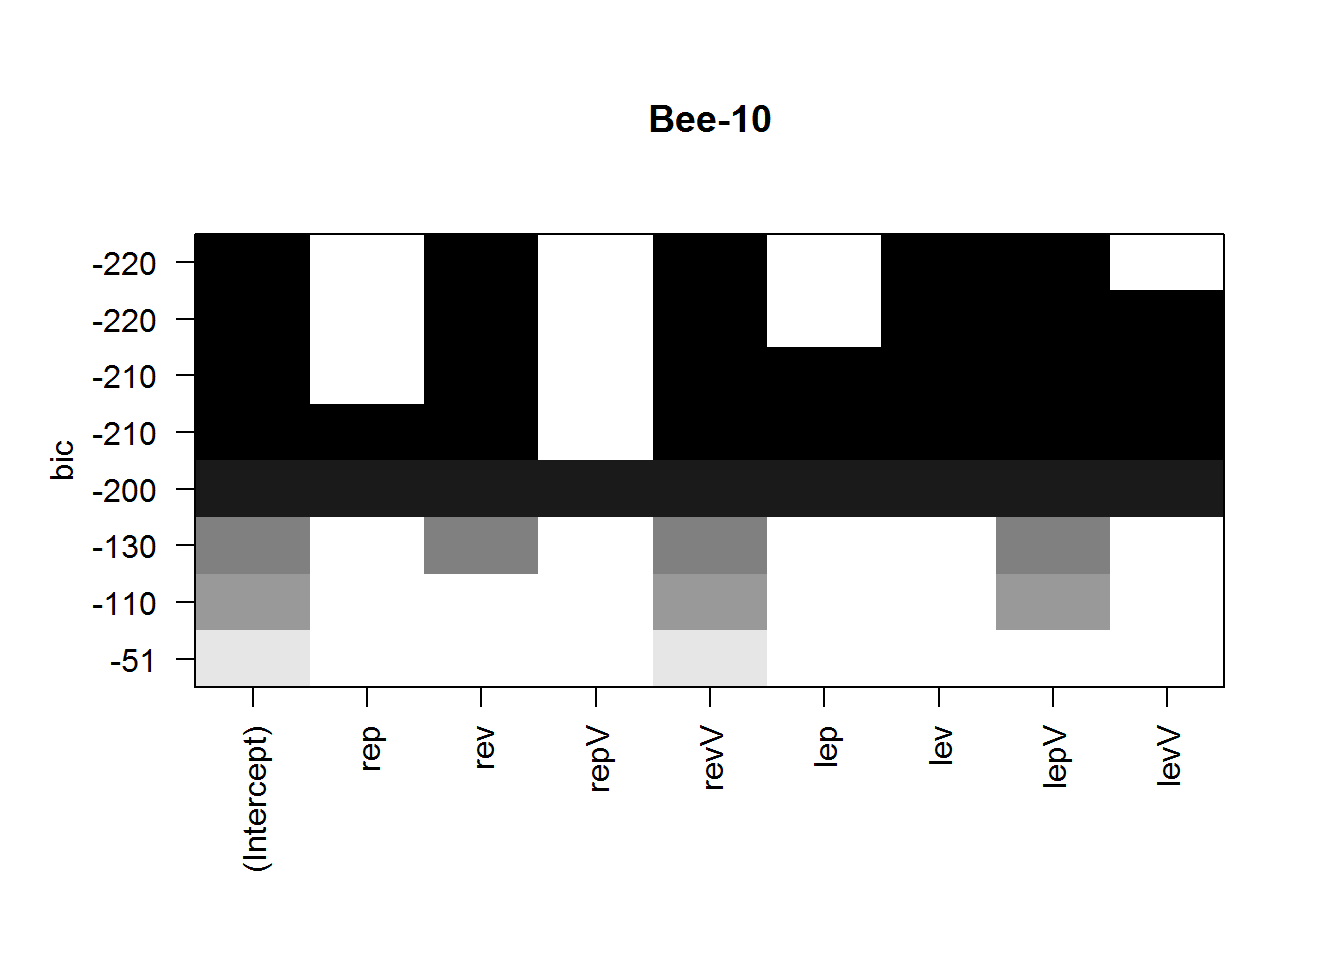 Bee-10
bic
-220
-220
-210
-210
-200
-130
-110
-51
(Intercept)
rep
rev
repV
revV
lep
lev
lepV
levV